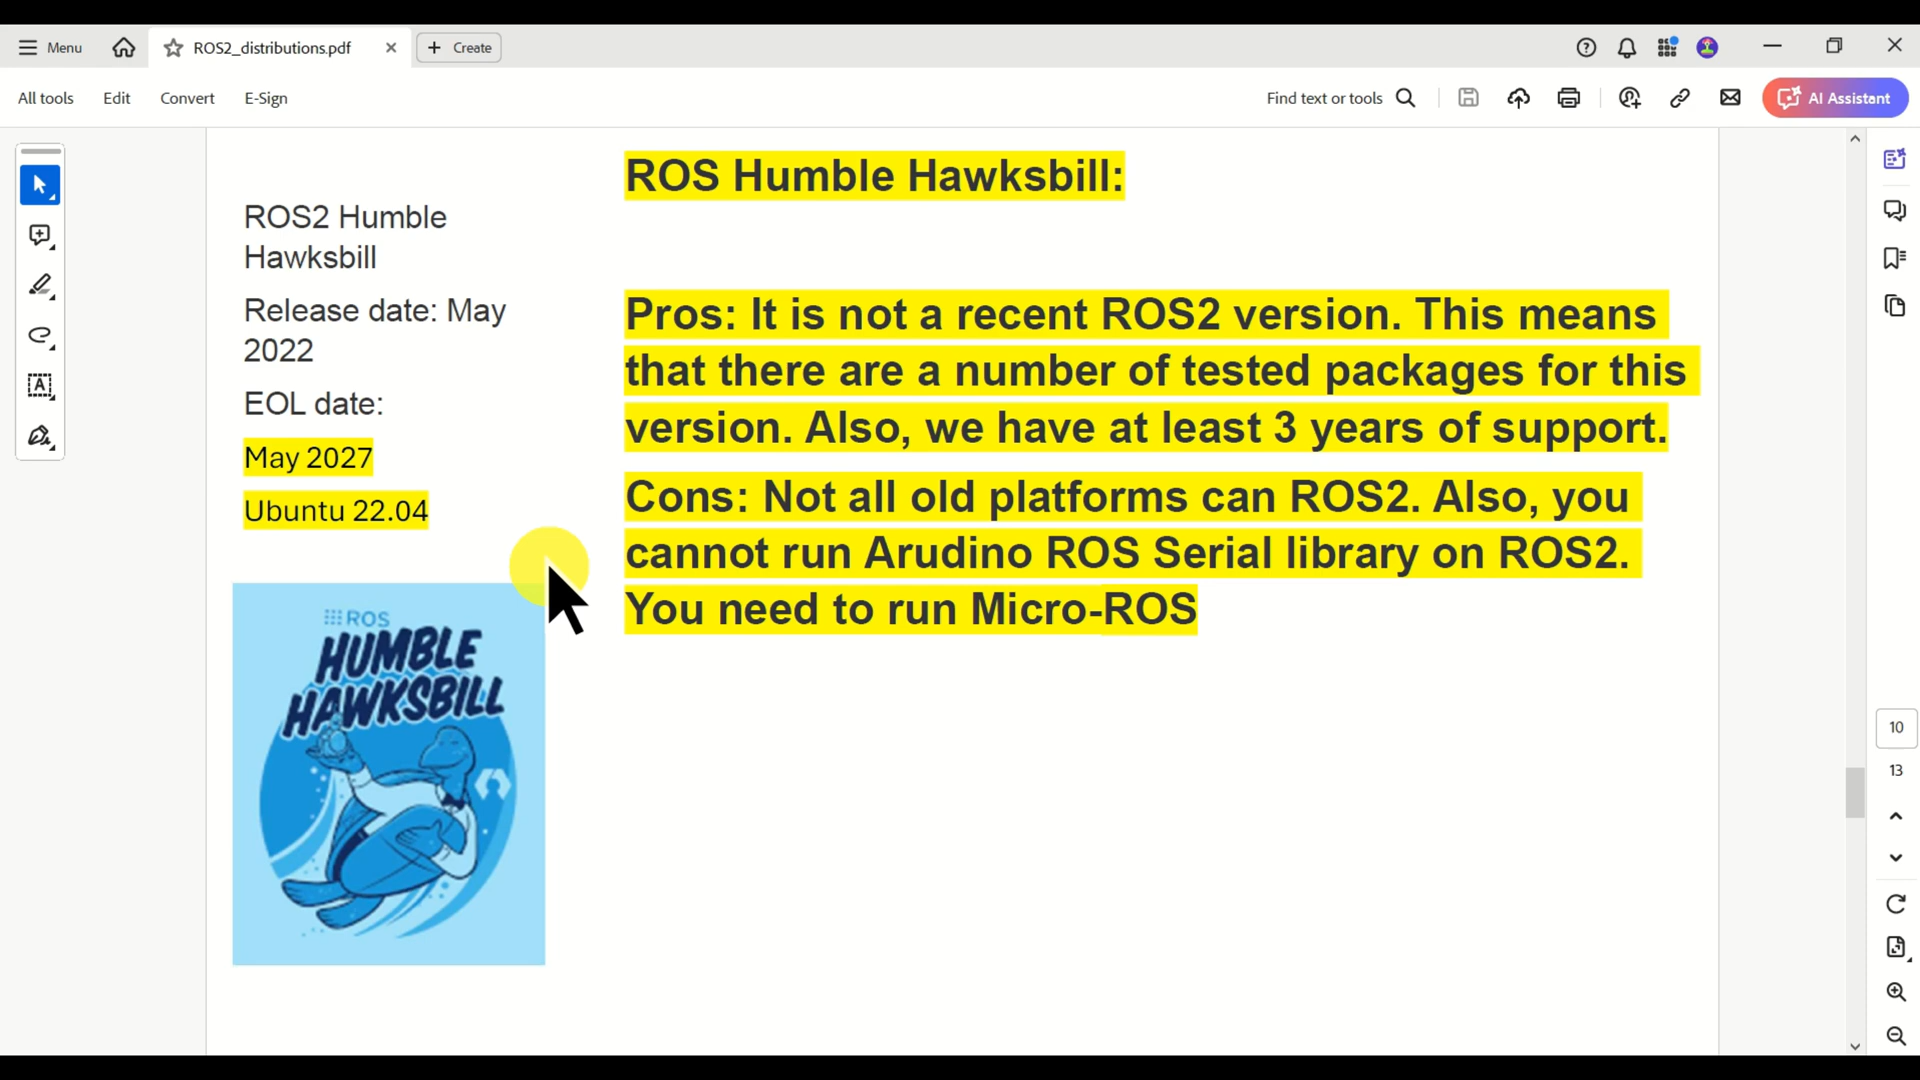 Menu
ROS2_distributions.pdf
Create
All tools
Edit
Convert
E-Sign
Find text or tools
AI Assistant
ROS Humble Hawksbill:
ROS2 Humble
Hawksbill
Release date: May
2022
EOL date:
May 2027
Ubuntu 22.04
Pros: It is not a recent ROS2 version. This means
that there are a number of tested packages for this
version. Also, we have at least 3 years of support.
Cons: Not all old platforms can ROS2. Also, you
cannot run Arudino ROS Serial library on ROS2.
You need to run Micro-ROS
ROS
HUMBLE
HAWKSBILL
10
13